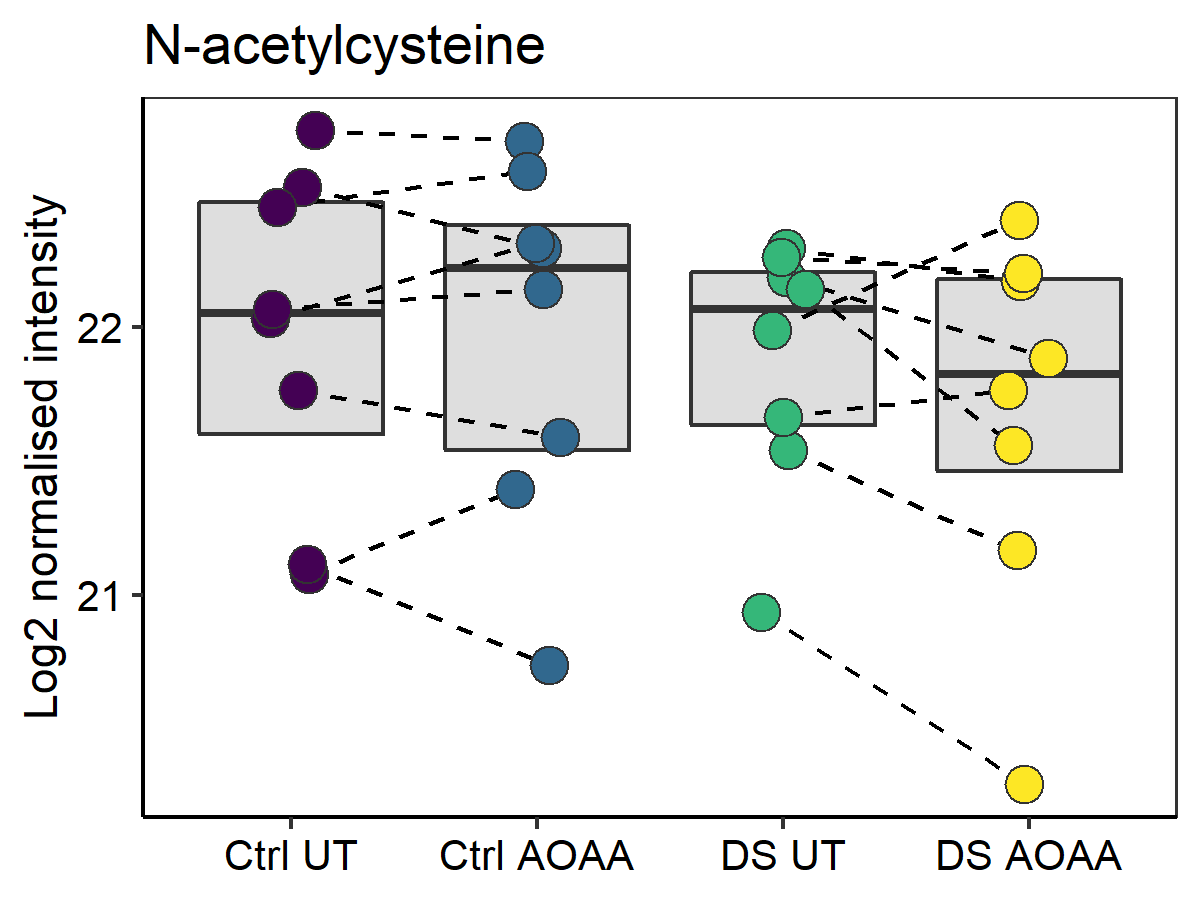 N-acetylcysteine
Log2 normalised intensity
22
21
Ctrl UT
Ctrl AOAA
DS UT
DS AOAA